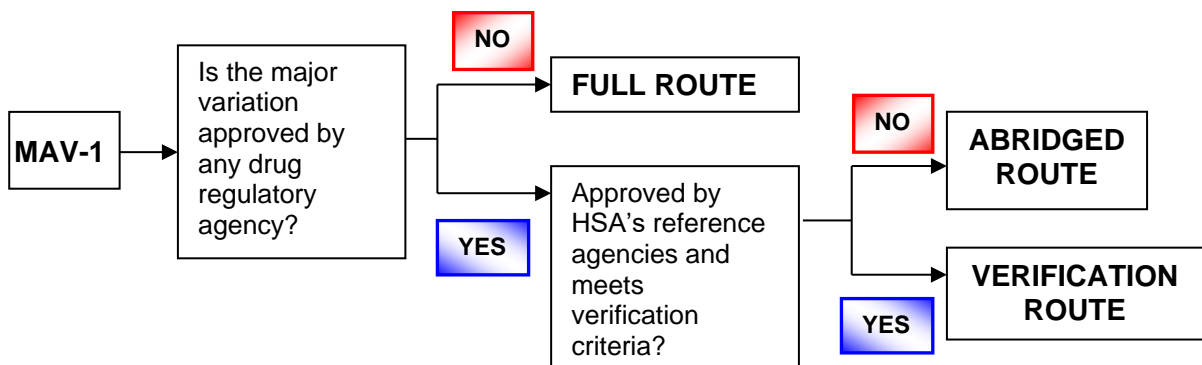 MAV-1
Is the major
variation
approved by
any drug
regulatory
agency?
NO
FULL ROUTE
YES
Approved by
HSA’s reference
agencies and
meets
verification
criteria?
NO
ABRIDGED
ROUTE
YES
VERIFICATION
ROUTE